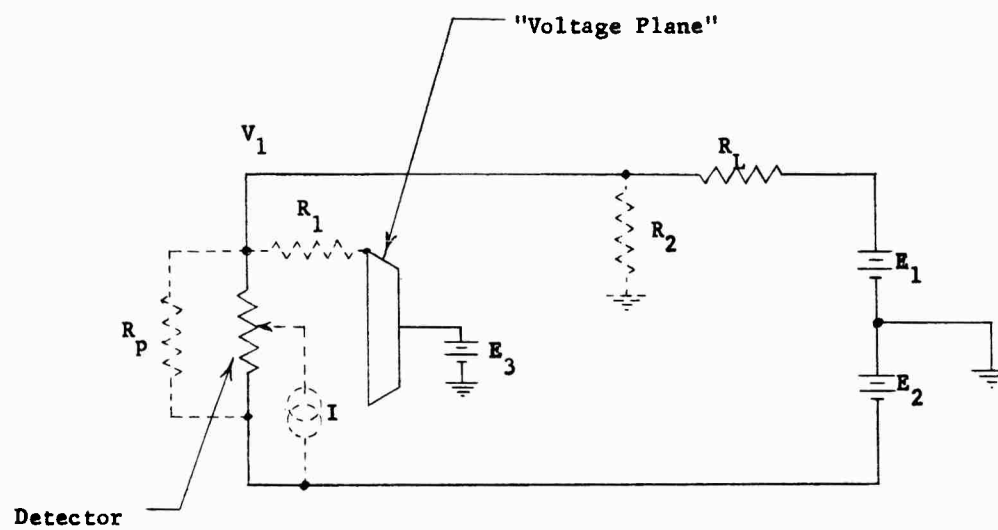 "Voltage Plane"
V1
RL
R1
R2
E1
Rp
E3
E2
I
Detector